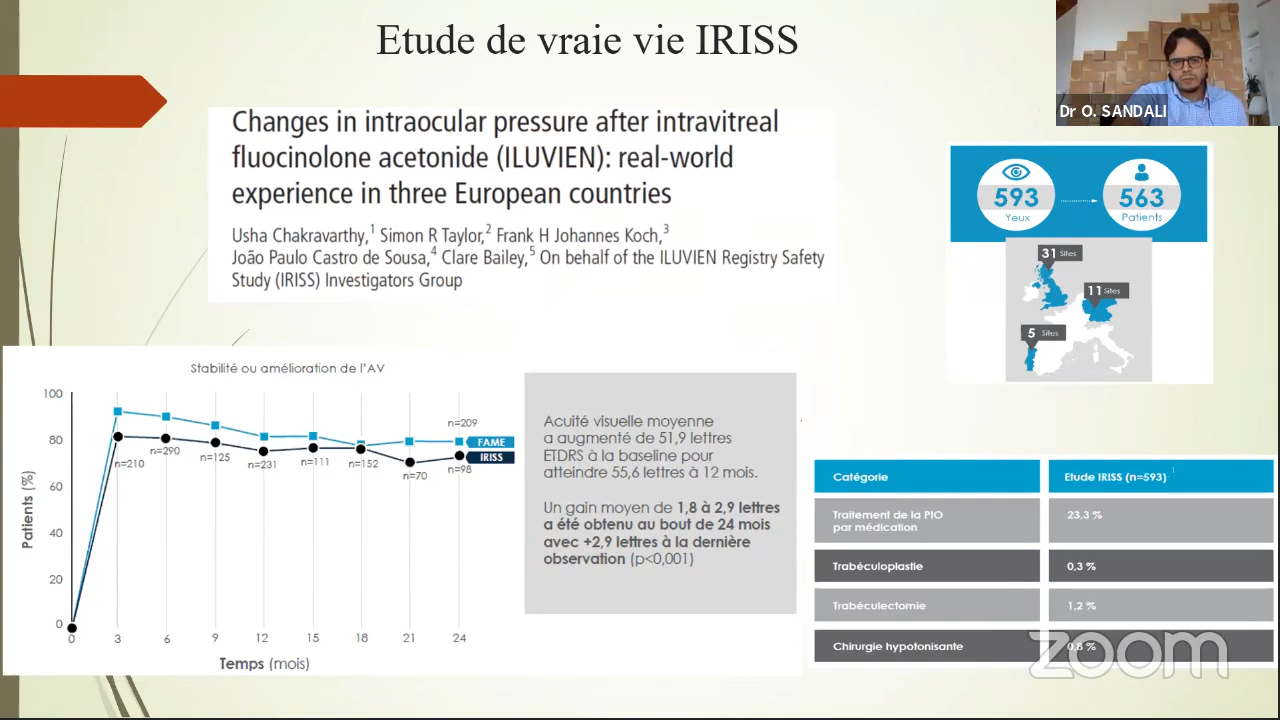 Etude de vraie vie IRISS
Dr O. SANDALI
Changes in intraocular pressure after intravitreal
fluocinolone acetonide (ILUVIEN): real-world
experience in three European countries
Usha Chakravarthy,1 Simon R Taylor,2 Frank H Johannes Koch,3
João Paulo Castro de Sousa,4 Clare Bailey,5 On behalf of the ILUVIEN Registry Safety
Study (IRISS) Investigators Group
593
Yeux
563
Patients
31 Sites
11 Sites
5 Sites
Stabilité ou amélioration de l’AV
Patients (%)
100
80
60
40
20
0
n=210
n=290
n=125
n=231
n=111
n=152
n=70
n=209
n=98
FAME
IRISS
0 3 6 9 12 15 18 21 24
Temps (mois)
Acuité visuelle moyenne
a augmenté de 51,9 lettres
ETDRS à la baseline pour
atteindre 55,6 lettres à 12 mois.
Un gain moyen de 1,8 à 2,9 lettres
a été obtenu au bout de 24 mois
avec +2,9 lettres à la dernière
observation (p<0,001)
Catégorie Etude IRISS (n=593)
Traitement de la PIO
par médication
23,3 %
Trabéculoplastie 0,3 %
Trabéculectomie 1,2 %
Chirurgie hypotonisante 0,8 %
zoom